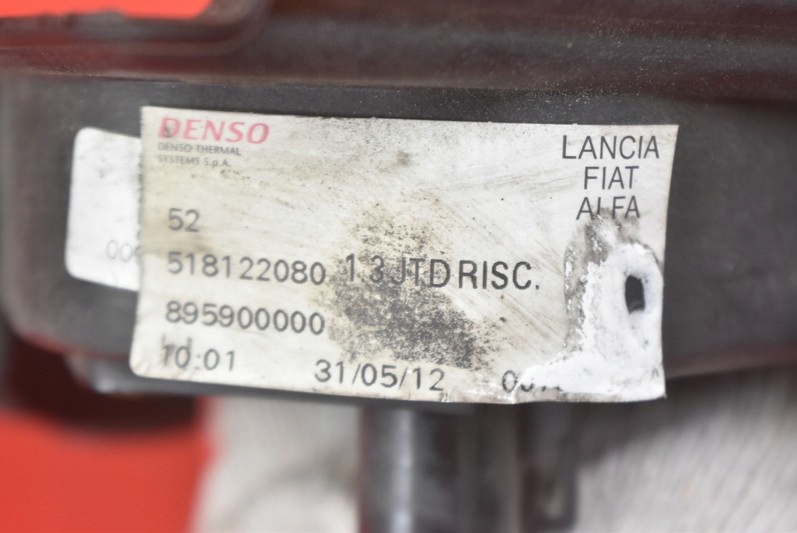 DENSO
DENSO THERMAL
SYSTEMS S.p.A.
LANCIA
FIAT
ALFA
52
518122080 1.3 JTD RISC.
895900000
10:01 31/05/12